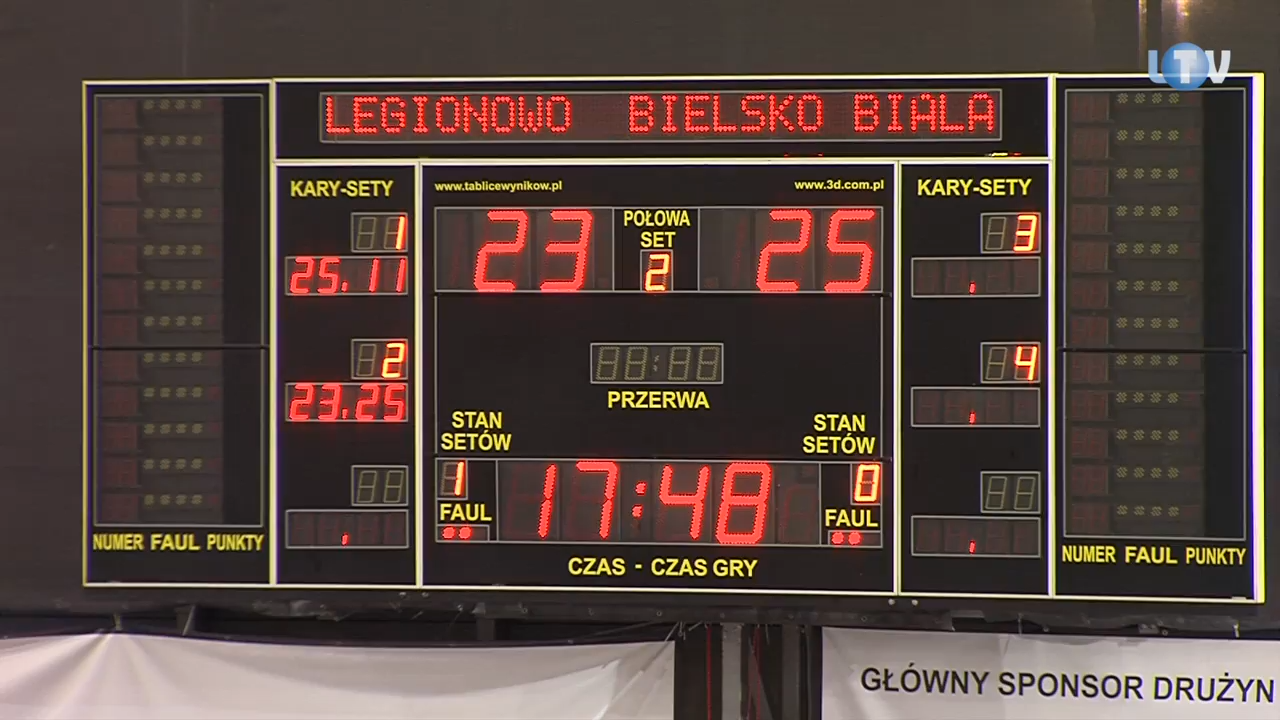 LTV
LEGIONOWO BIELSKO BIALA
KARY-SETY
www.tablicewynikow.pl
www.3d.com.pl
KARY-SETY
1
23
POŁOWA
SET
2
25
3
25.11
2
23.25
PRZERWA
4
STAN
SETÓW
STAN
SETÓW
1
17:48
0
FAUL
FAUL
NUMER FAUL PUNKTY
CZAS - CZAS GRY
NUMER FAUL PUNKTY
GŁÓWNY SPONSOR DRUŻYN